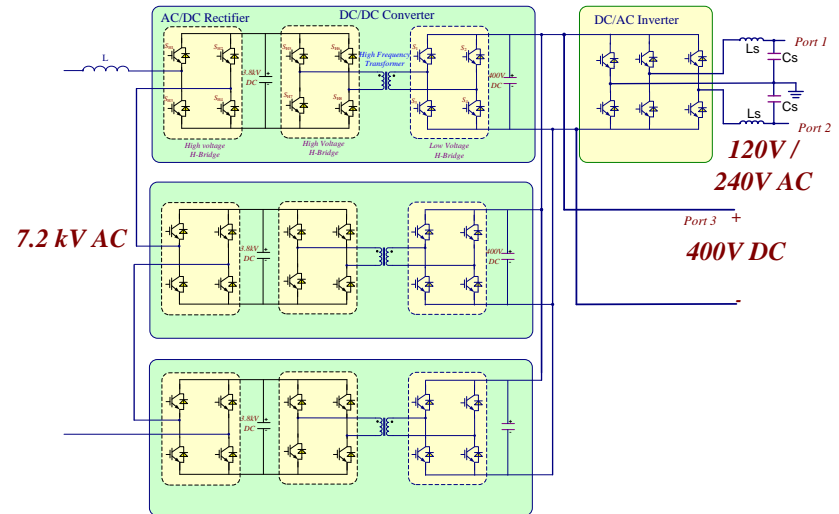 AC/DC Rectifier
DC/DC Converter
DC/AC Inverter
L
High Frequency
Transformer
3.8kV
DC
400V
DC
Ls
Cs
Port 1
Cs
Ls
Port 2
High voltage
H-Bridge
High Voltage
H-Bridge
Low Voltage
H-Bridge
120V /
240V AC
Port 3
+
400V DC
-
7.2 kV AC
3.8kV
DC
400V
DC
3.8kV
DC